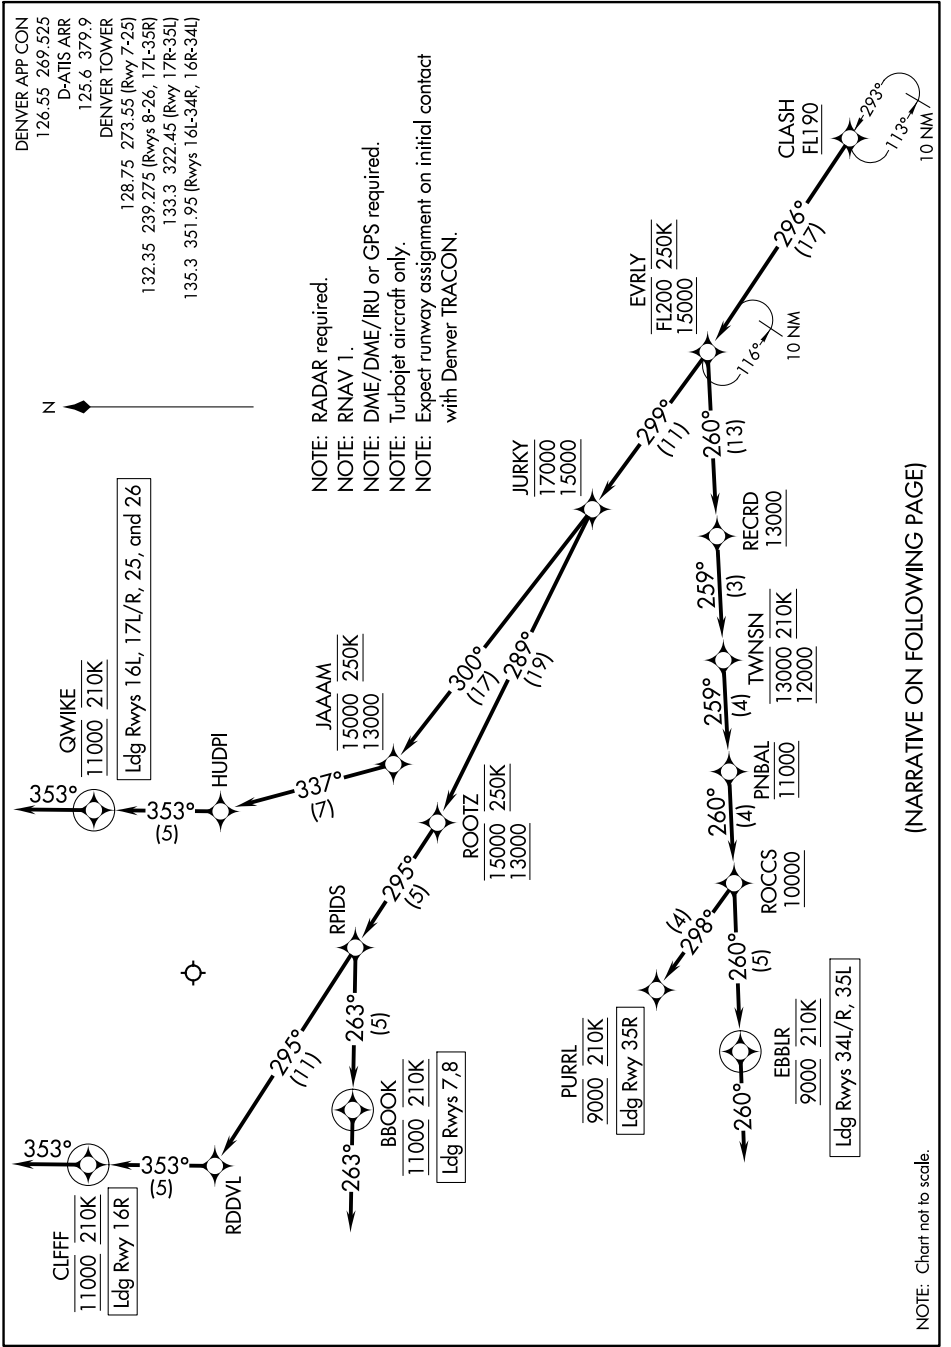 DENVER APP CON
126.55 269.525
D-ATIS ARR
125.6 379.9
DENVER TOWER
128.75 273.55 (Rwy 7-25)
132.35 239.275 (Rwys 8-26, 17L-35R)
133.3 322.45 (Rwy 17R-35L)
135.3 351.95 (Rwys 16L-34R, 16R-34L)
N
NOTE: RADAR required.
NOTE: RNAV 1.
NOTE: DME/DME/IRU or GPS required.
NOTE: Turbojet aircraft only.
NOTE: Expect runway assignment on initial contact
with Denver TRACON.
CLASH
FL190
293°
113°
10 NM
296°
(17)
EVRLY
FL200 250K
15000
116°
10 NM
299°
(11)
JURKY
17000
15000
300°
(17)
289°
(19)
JAAAM
15000 250K
13000
337°
(7)
HUDPI
353°
(5)
QWIKE
11000 210K
Ldg Rwys 16L, 17L/R, 25, and 26
353°
ROOTZ
15000 250K
13000
295°
(5)
RPIDS
295°
(11)
263°
(5)
BBOOK
11000 210K
Ldg Rwys 7,8
263°
RDDVL
353°
(5)
CLFFF
11000 210K
Ldg Rwy 16R
353°
260°
(13)
RECRD
13000
259°
(3)
TWNSN
13000 210K
12000
259°
(4)
PNBAL
11000
260°
(4)
ROCCS
10000
298°
(4)
PURRL
9000 210K
Ldg Rwy 35R
260°
(5)
EBBLR
9000 210K
Ldg Rwys 34L/R, 35L
260°
(NARRATIVE ON FOLLOWING PAGE)
NOTE: Chart not to scale.